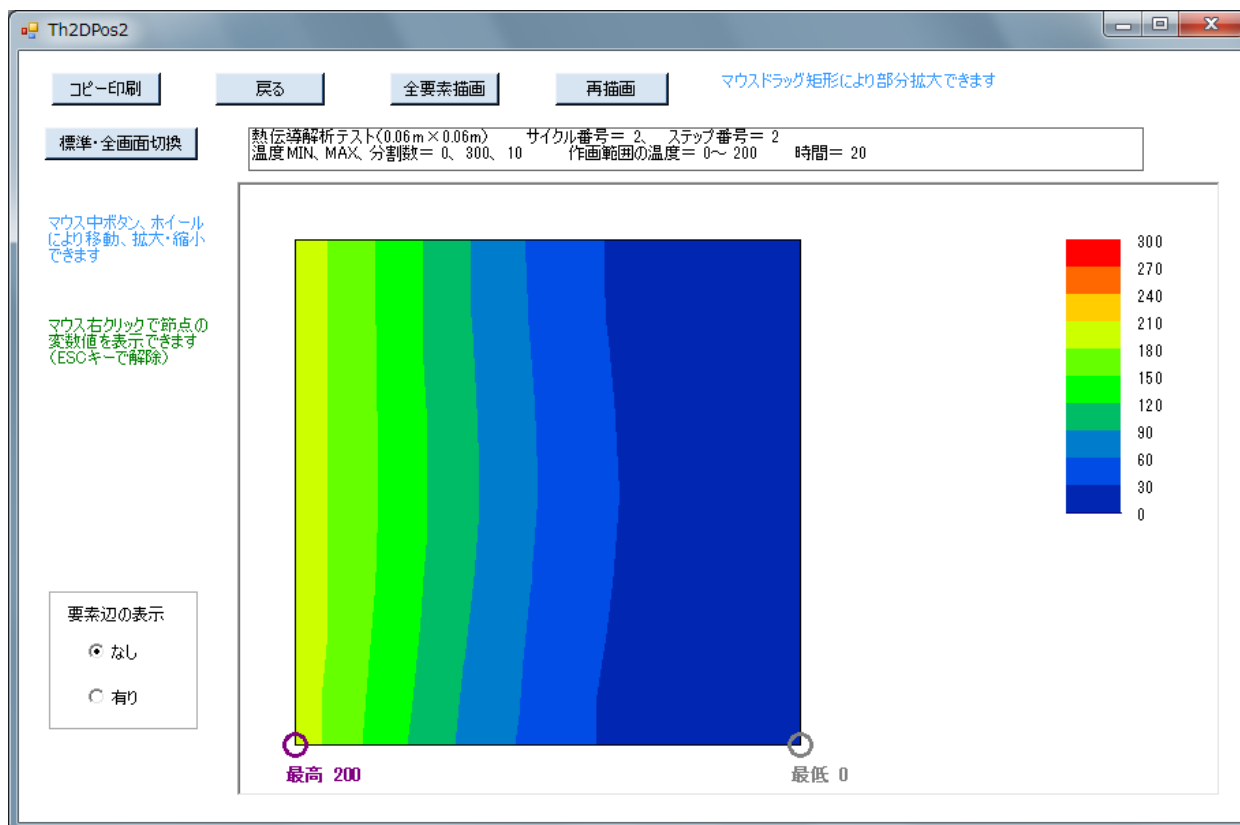 Th2DPos2
コピー印刷
戻る
全要素描画
再描画
マウスドラッグ矩形により部分拡大できます
標準・全画面切換
熱伝導解析テスト(0.06m×0.06m) サイクル番号= 2、 ステップ番号= 2
温度MIN、MAX、分割数= 0、300、10 作画範囲の温度= 0～ 200 時間= 20
マウス中ボタン、ホイール
により移動、拡大・縮小
できます
マウス右クリックで節点の
変数値を表示できます
(ESCキーで解除)
300
270
240
210
180
150
120
90
60
30
0
要素辺の表示
なし
有り
最高 200
最低 0